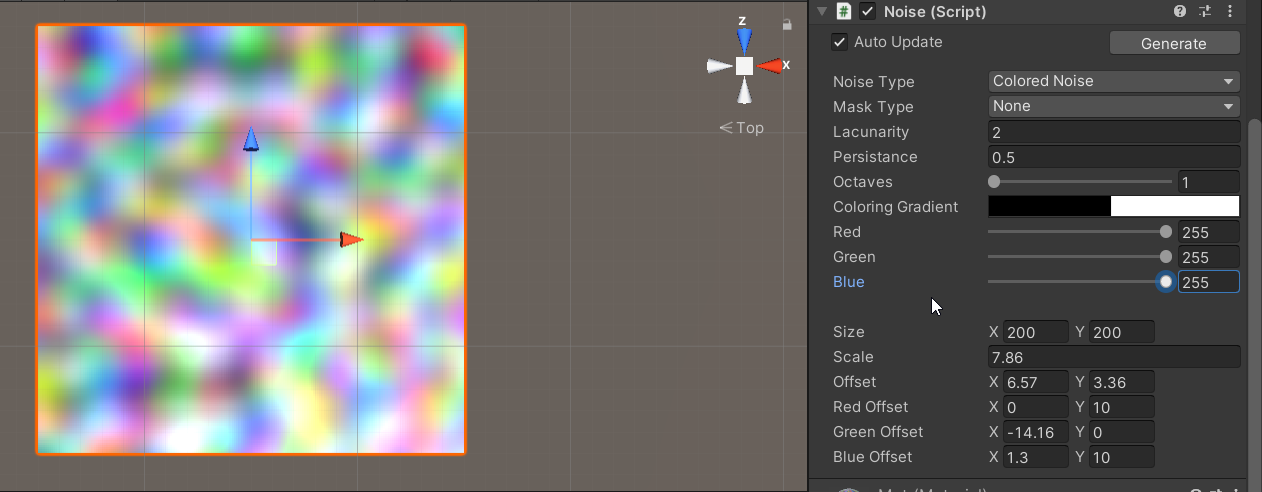 z
x
Top
Noise (Script)
Auto Update
Generate
Noise Type Colored Noise
Mask Type None
Lacunarity 2
Persistance 0.5
Octaves 1
Coloring Gradient
Red 255
Green 255
Blue 255
Size X 200 Y 200
Scale 7.86
Offset X 6.57 Y 3.36
Red Offset X 0 Y 10
Green Offset X -14.16 Y 0
Blue Offset X 1.3 Y 10